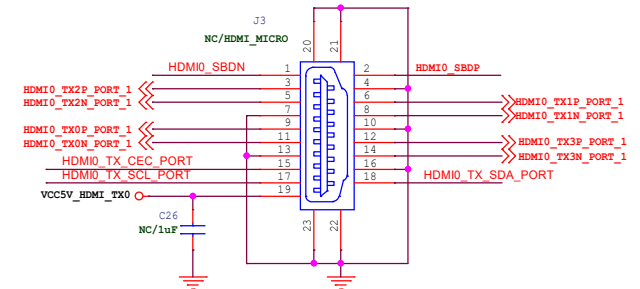 J3
NC/HDMI_MICRO
20
21
HDMI0_SBDN
1
2
HDMI0_SBDP
HDMI0_TX2P_PORT_1
3
4
HDMI0_TX2N_PORT_1
5
6
HDMI0_TX1P_PORT_1
7
8
HDMI0_TX1N_PORT_1
HDMI0_TX0P_PORT_1
9
10
HDMI0_TX0N_PORT_1
11
12
HDMI0_TX3P_PORT_1
13
14
HDMI0_TX3N_PORT_1
HDMI0_TX_CEC_PORT
15
16
HDMI0_TX_SCL_PORT
17
18
HDMI0_TX_SDA_PORT
VCC5V_HDMI_TX0
19
C26
NC/1uF
23
22